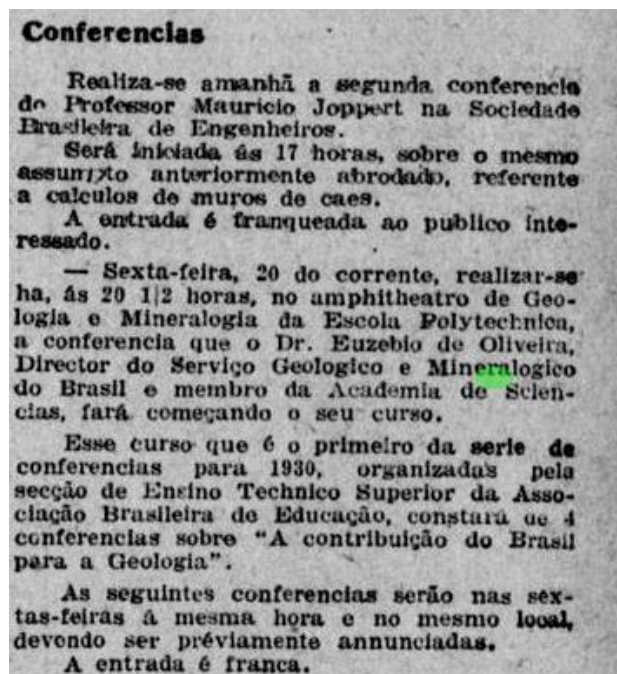 Conferencias
Realiza-se amanhã a segunda conferencia
do Professor Mauricio Joppert na Sociedade
Brasileira de Engenheiros.
Será iniciada ás 17 horas, sobre o mesmo
assumpto anteriormente abrodado, referente
a calculos de muros de caes.
A entrada é franqueada ao publico inte-
ressado.
— Sexta-feira, 20 do corrente, realizar-se
ha, ás 20 1|2 horas, no amphitheatro de Geo-
logia e Mineralogia da Escola Polytechnica,
a conferencia que o Dr. Euzebio de Oliveira,
Director do Serviço Geologico e Mineralogico
do Brasil e membro da Academia de Scien-
cias, fará começando o seu curso.
Esse curso que é o primeiro da serie de
conferencias para 1930, organizadas pela
secção de Ensino Technico Superior da Asso-
ciação Brasileira de Educação, constará de 4
conferencias sobre "A contribuição do Brasil
para a Geologia".
As seguintes conferencias serão nas sex-
tas-feiras á mesma hora e no mesmo local,
devendo ser préviamente annunciadas.
A entrada é franca.